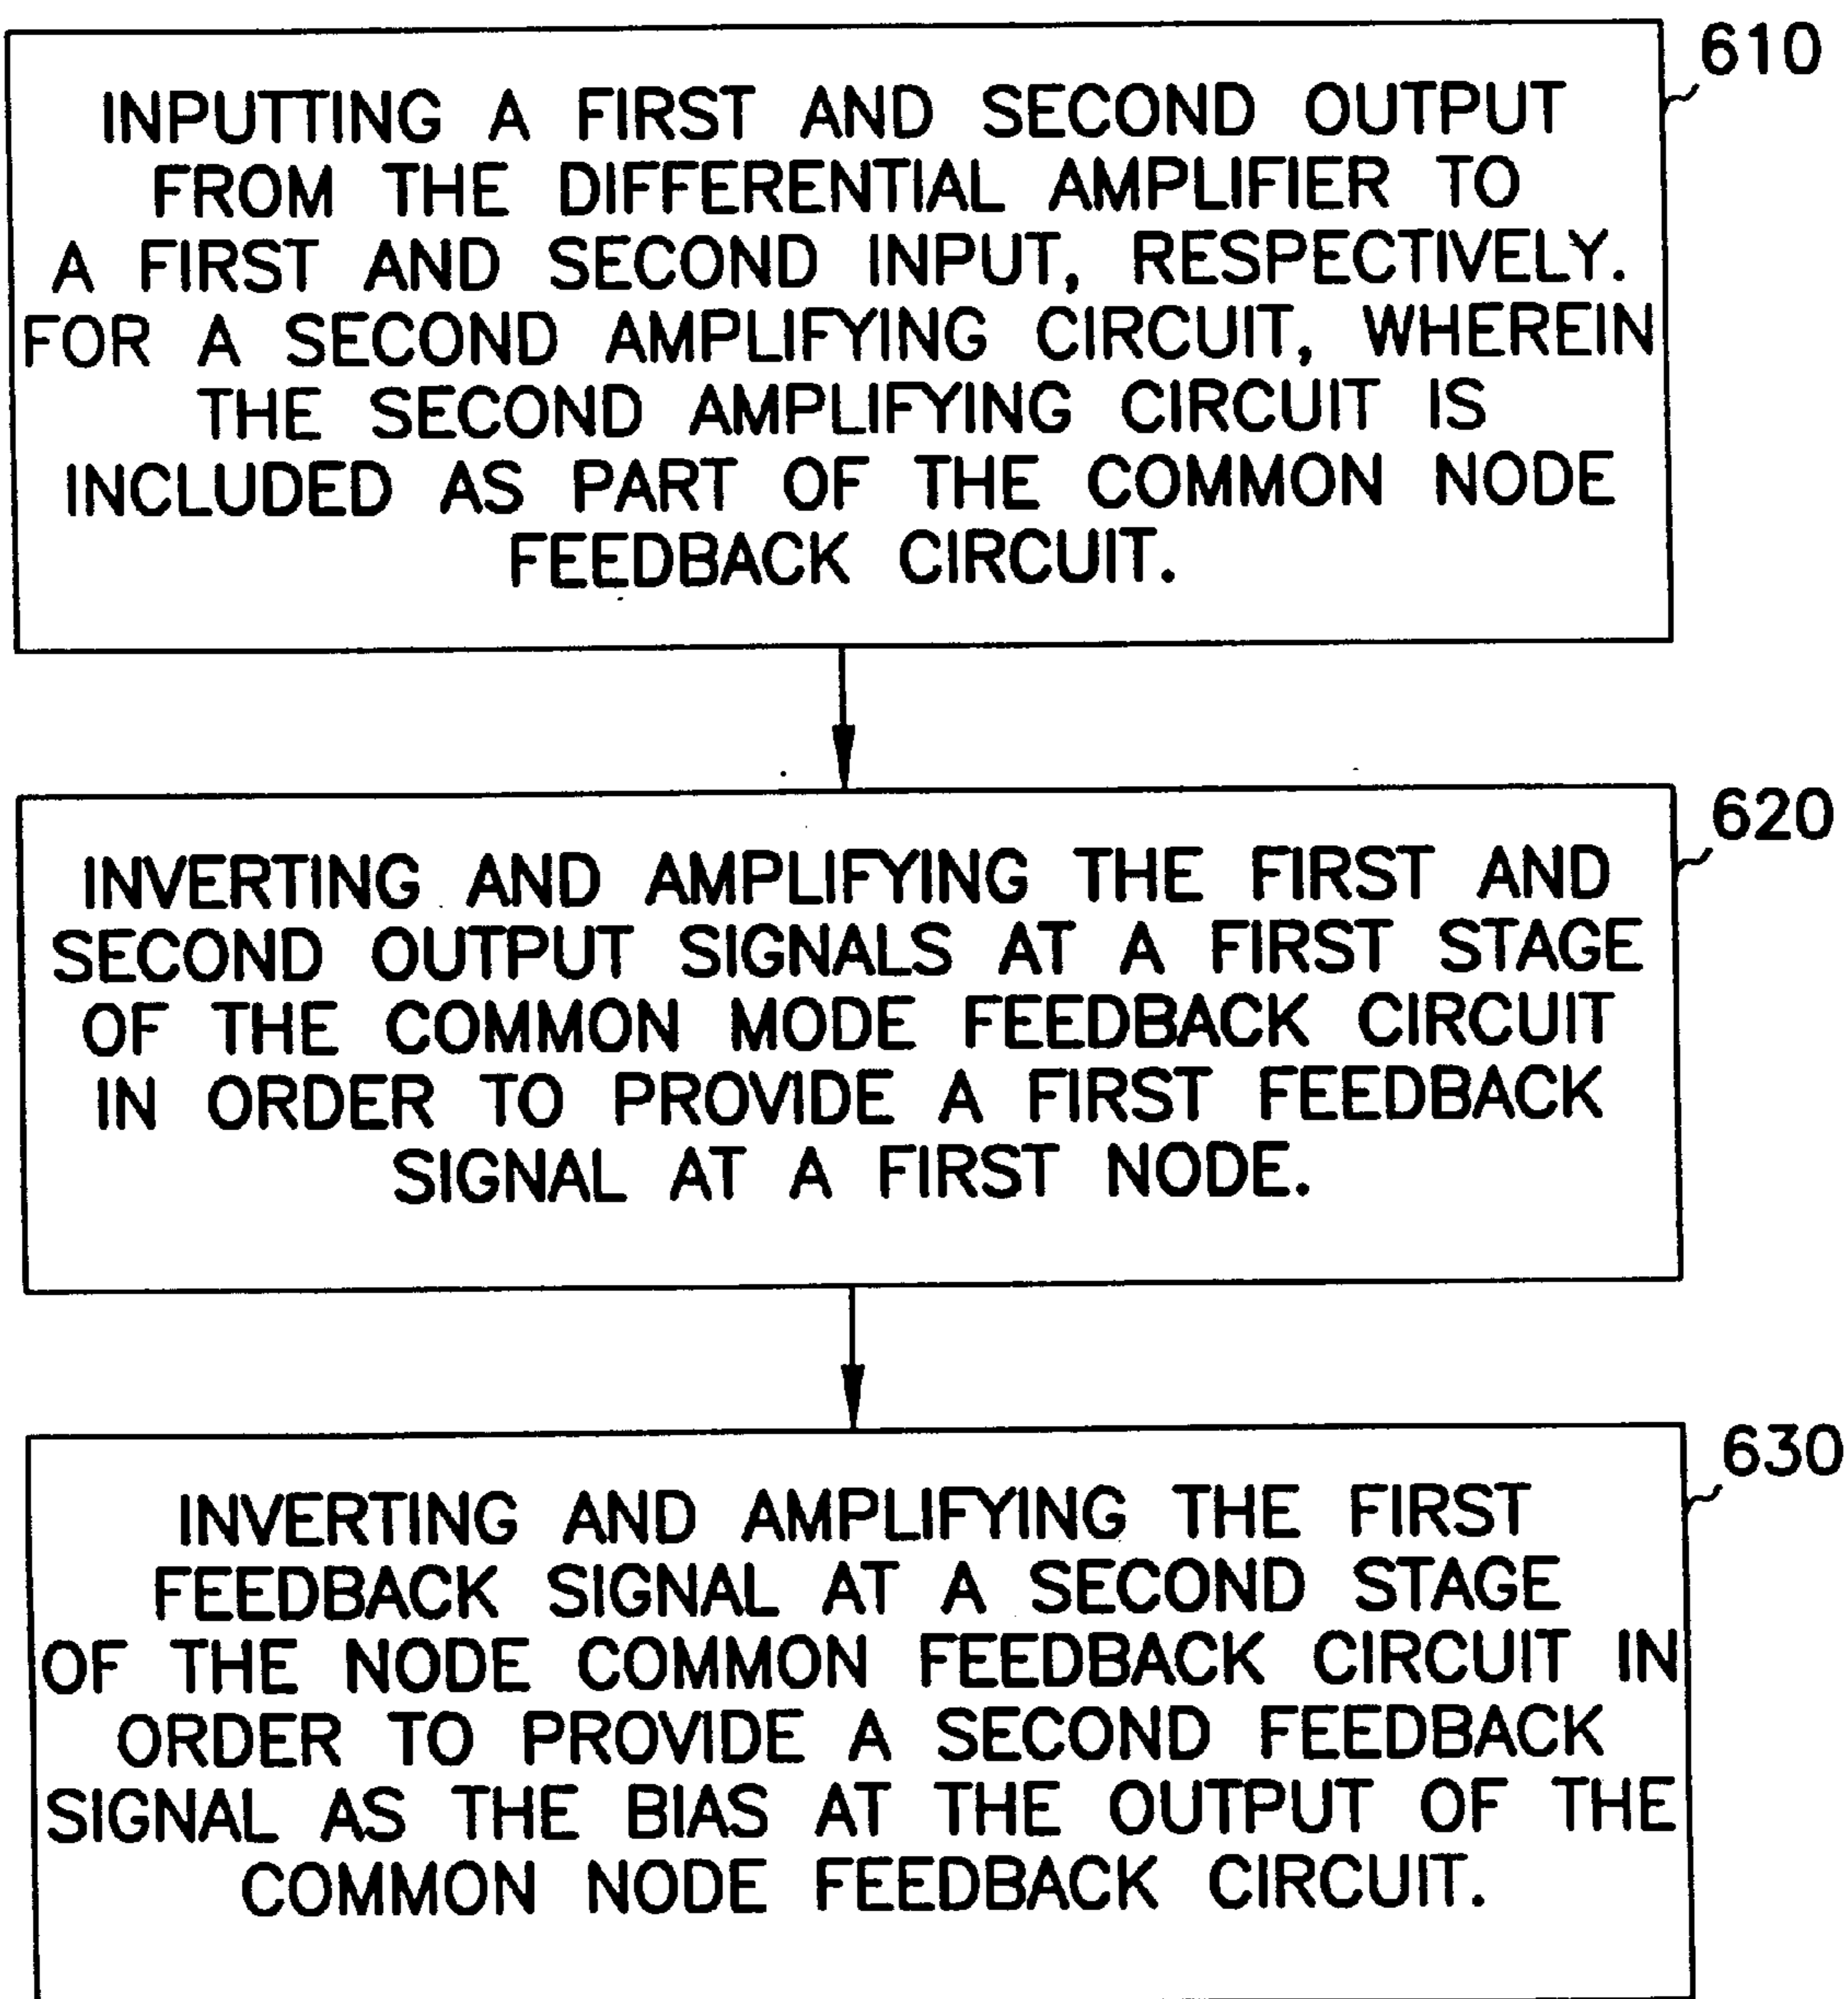 610
INPUTTING A FIRST AND SECOND OUTPUT
FROM THE DIFFERENTIAL AMPLIFIER TO
A FIRST AND SECOND INPUT, RESPECTIVELY.
FOR A SECOND AMPLIFYING CIRCUIT, WHEREIN
THE SECOND AMPLIFYING CIRCUIT IS
INCLUDED AS PART OF THE COMMON NODE
FEEDBACK CIRCUIT.
620
INVERTING AND AMPLIFYING THE FIRST AND
SECOND OUTPUT SIGNALS AT A FIRST STAGE
OF THE COMMON MODE FEEDBACK CIRCUIT
IN ORDER TO PROVIDE A FIRST FEEDBACK
SIGNAL AT A FIRST NODE.
630
INVERTING AND AMPLIFYING THE FIRST
FEEDBACK SIGNAL AT A SECOND STAGE
OF THE NODE COMMON FEEDBACK CIRCUIT IN
ORDER TO PROVIDE A SECOND FEEDBACK
SIGNAL AS THE BIAS AT THE OUTPUT OF THE
COMMON NODE FEEDBACK CIRCUIT.